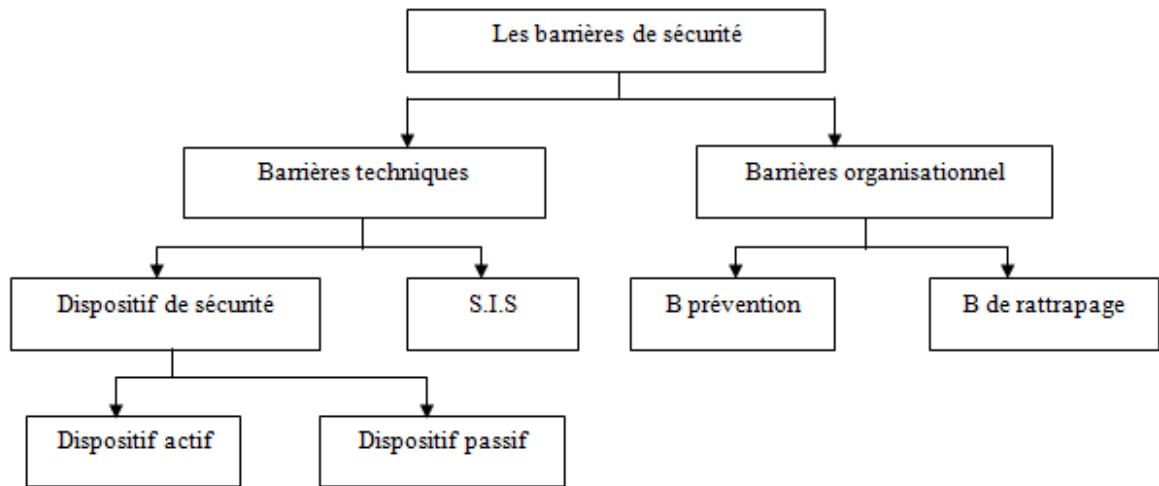 Les barrières de sécurité
Barrières techniques
Barrières organisationnel
Dispositif de sécurité
S.I.S
B prévention
B de rattrapage
Dispositif actif
Dispositif passif